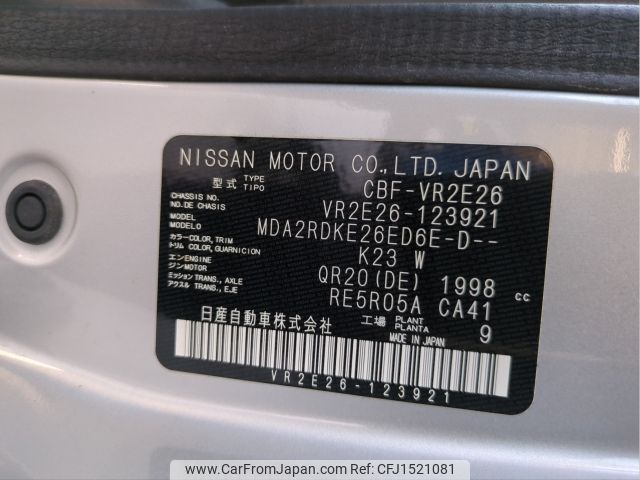 NISSAN MOTOR CO., LTD. JAPAN
型式 TYPE TIPO CBF-VR2E26
CHASSIS NO. NO. DE CHASIS VR2E26-123921
MODEL MODELO MDA2RDKE26ED6E-D--
カラー COLOR, TRIM トリム COLOR, GUARNICION K23 W
エンジン ENGINE MOTOR QR20(DE) 1998 cc
ミッション TRANS., AXLE アクスル TRANS., EJE RE5R05A CA41
日産自動車株式会社 工場 PLANT PLANTA 9
MADE IN JAPAN
VR2E26-123921
www.CarFromJapan.com
© CarFromJapan - CFJ1521081